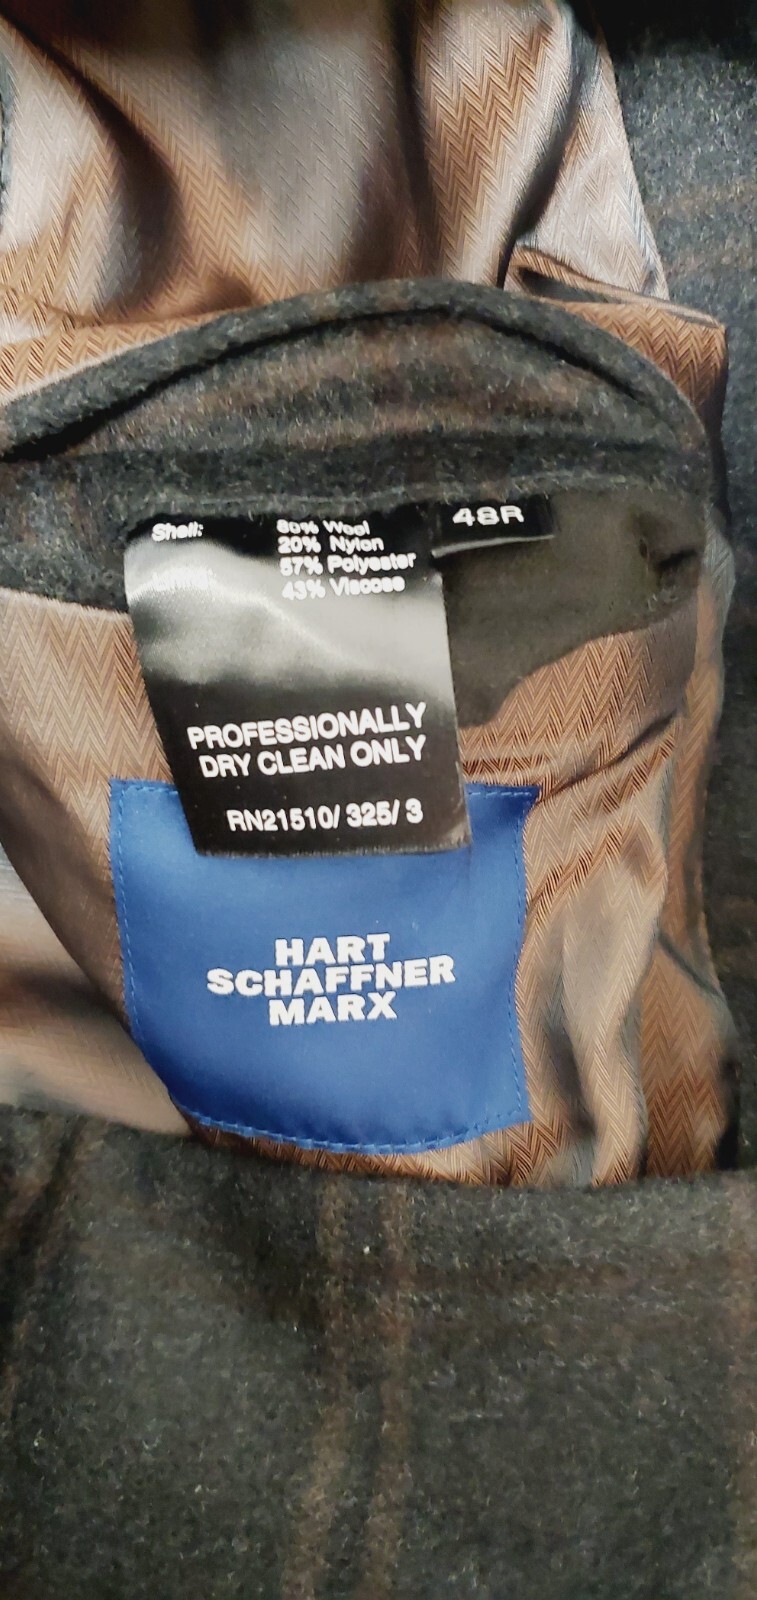 Shell: 80% Wool 48R
20% Nylon
57% Polyester
43% Viscose
PROFESSIONALLY
DRY CLEAN ONLY
RN21510/ 325/ 3
HART
SCHAFFNER
MARX